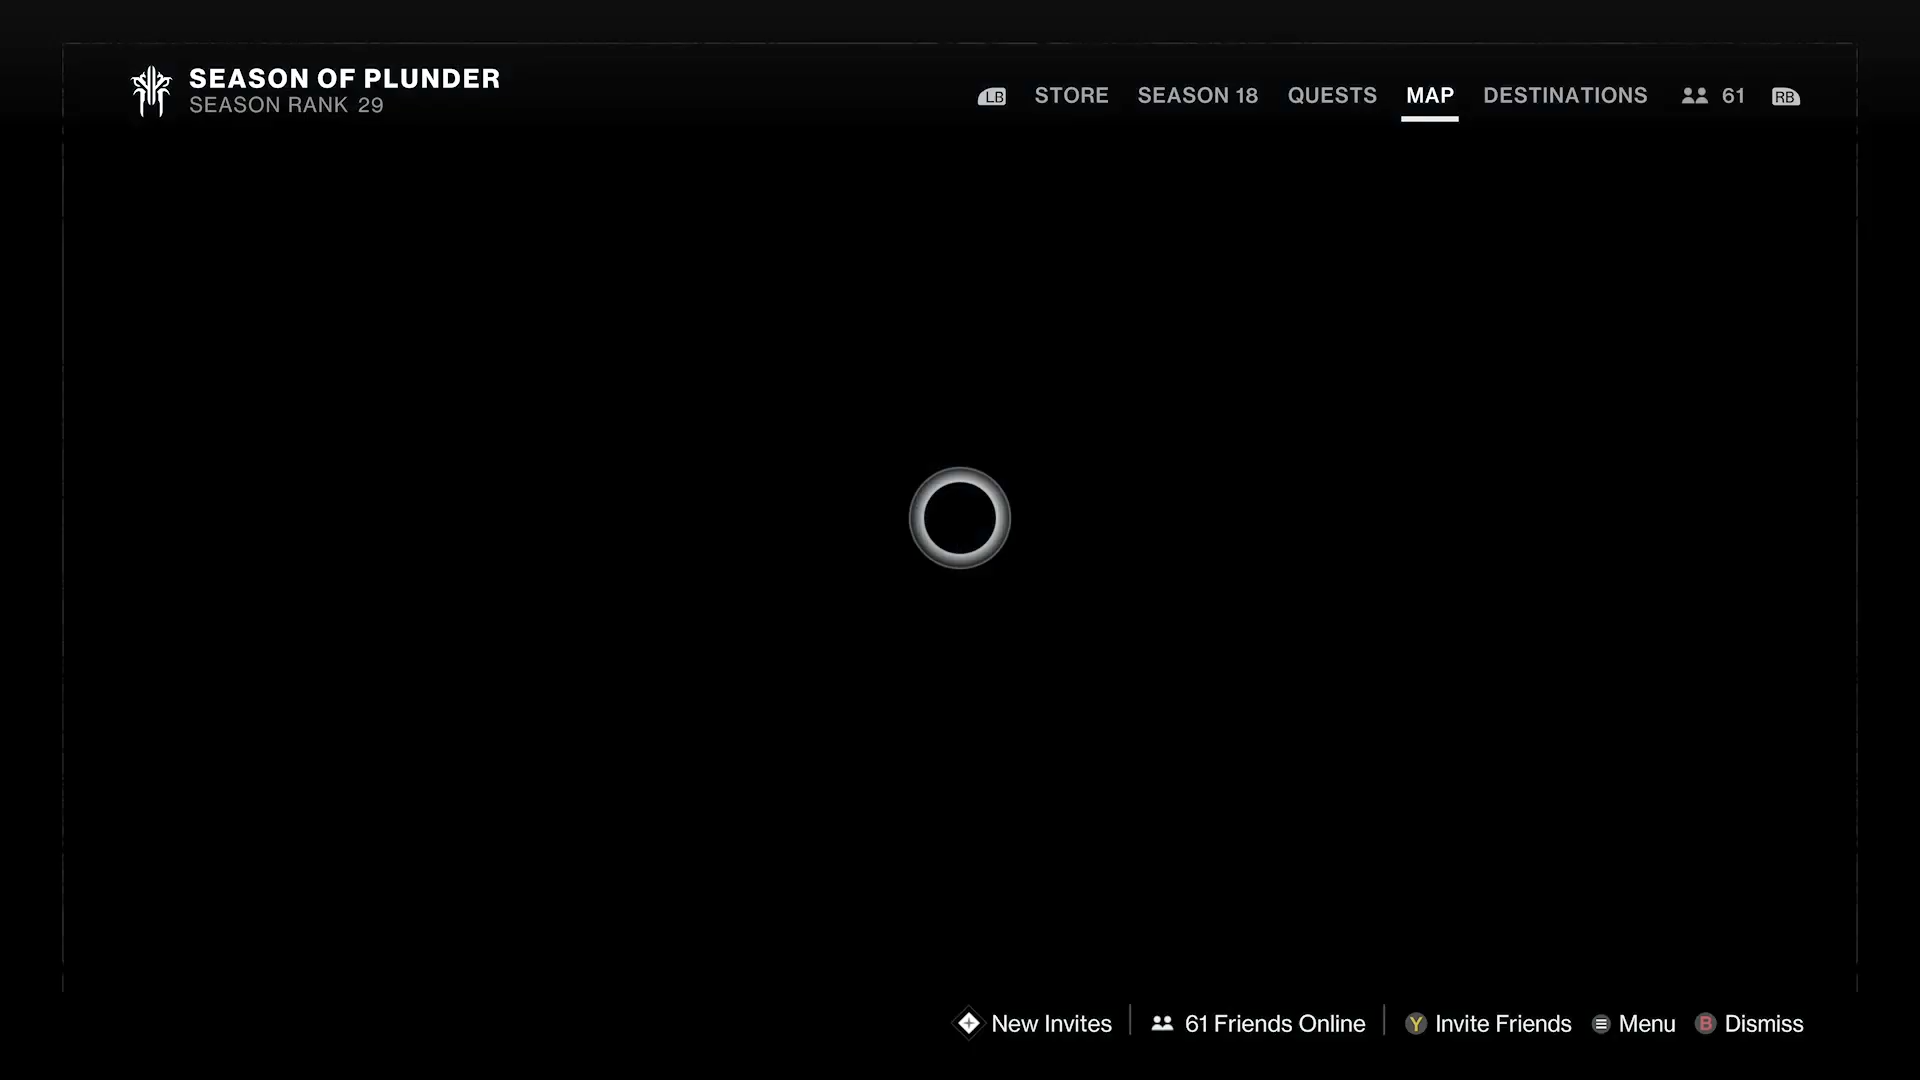 SEASON OF PLUNDER
SEASON RANK 29
LB STORE SEASON 18 QUESTS MAP DESTINATIONS 61 RB
New Invites 61 Friends Online Y Invite Friends Menu B Dismiss